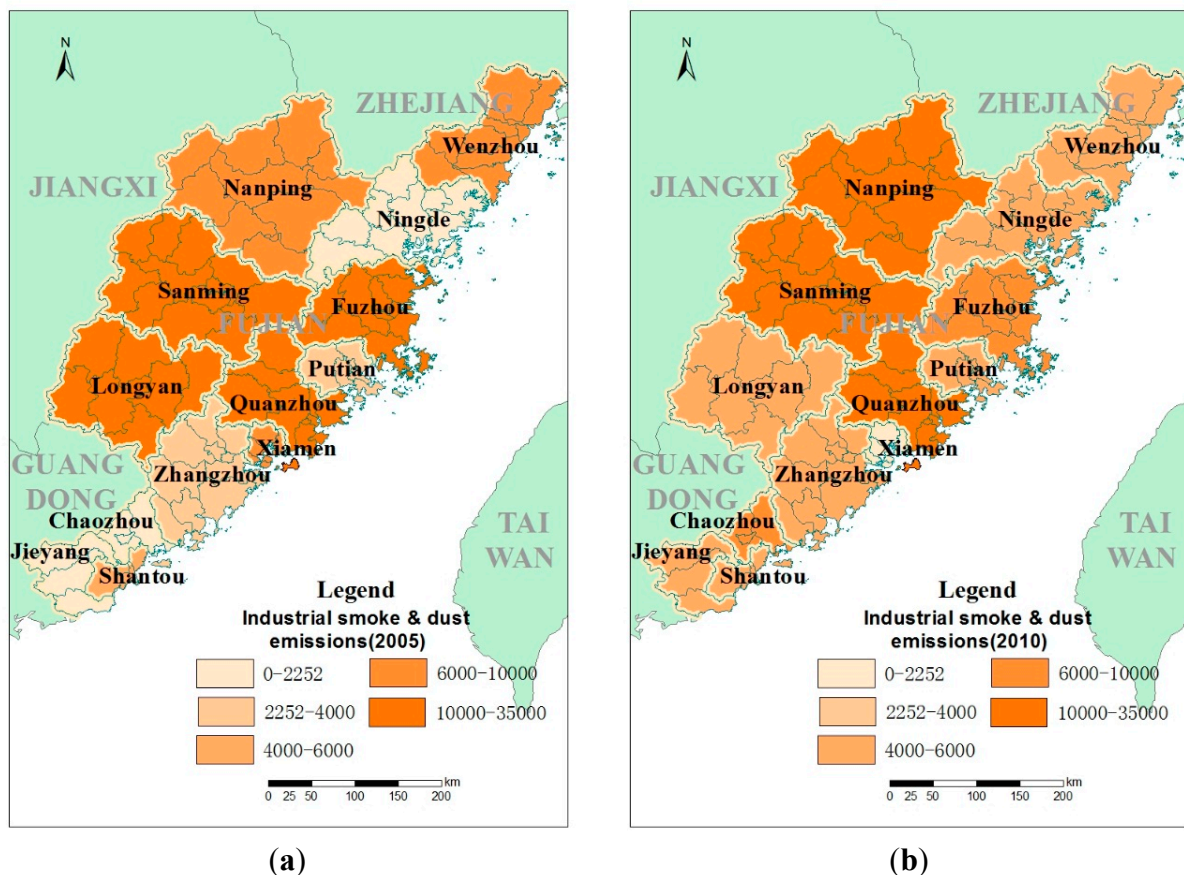 N
ZHEJIANG
Wenzhou
JIANGXI
Nanping
Ningde
Sanming
Fuzhou
FUJIAN
Putian
Longyan
Quanzhou
Xiamen
GUANG
DONG
Zhangzhou
Chaozhou
Jieyang
Shantou
TAI
WAN
Legend
Industrial smoke & dust
emissions(2005)
0-2252
6000-10000
2252-4000
10000-35000
4000-6000
km
0 25 50 100 150 200
(a)
N
ZHEJIANG
Wenzhou
JIANGXI
Nanping
Ningde
Sanming
Fuzhou
FUJIAN
Putian
Longyan
Quanzhou
Xiamen
GUANG
DONG
Zhangzhou
Chaozhou
Jieyang
Shantou
TAI
WAN
Legend
Industrial smoke & dust
emissions(2010)
0-2252
6000-10000
2252-4000
10000-35000
4000-6000
km
0 25 50 100 150 200
(b)